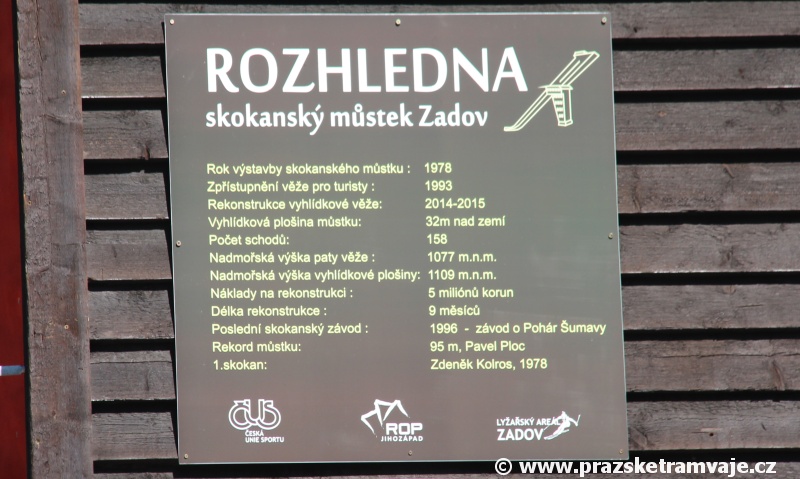 ROZHLEDNA
skokanský můstek Zadov
Rok výstavby skokanského můstku : 1978
Zpřístupnění věže pro turisty : 1993
Rekonstrukce vyhlídkové věže: 2014-2015
Vyhlídková plošina můstku: 32m nad zemí
Počet schodů: 158
Nadmořská výška paty věže : 1077 m.n.m.
Nadmořská výška vyhlídkové plošiny: 1109 m.n.m.
Náklady na rekonstrukci : 5 miliónů korun
Délka rekonstrukce : 9 měsíců
Poslední skokanský závod : 1996 - závod o Pohár Šumavy
Rekord můstku: 95 m, Pavel Ploc
1.skokan: Zdeněk Kolros, 1978
ČUS
ČESKÁ
UNIE SPORTU
ROP
JIHOZÁPAD
LYŽAŘSKÝ AREÁL
ZADOV
© www.prazsketramvaje.cz